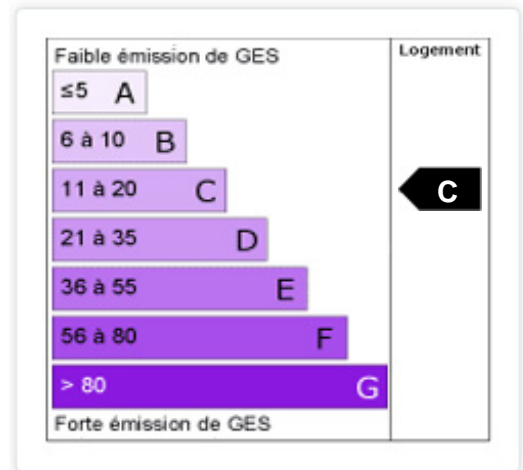 Faible émission de GES
Logement
≤5 A
6 à 10 B
11 à 20 C
C
21 à 35 D
36 à 55 E
56 à 80 F
> 80 G
Forte émission de GES